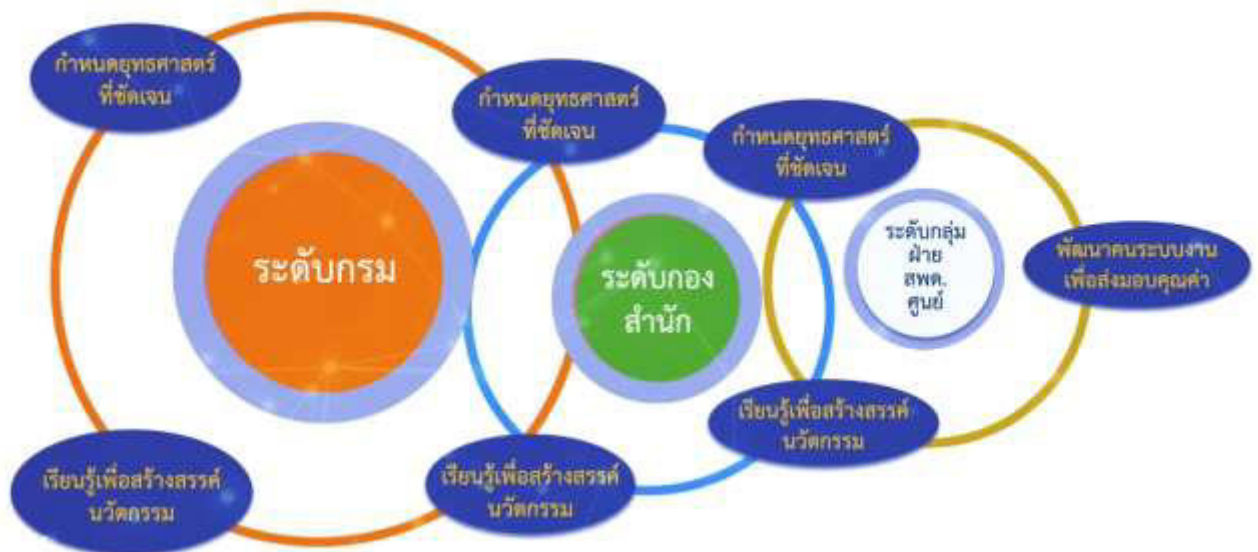 กำหนดยุทธศาสตร์
ที่ชัดเจน
กำหนดยุทธศาสตร์
ที่ชัดเจน
กำหนดยุทธศาสตร์
ที่ชัดเจน
ระดับกรม
ระดับกอง
สำนัก
ระดับกลุ่ม
ฝ่าย
สพด.
ศูนย์
พัฒนาคนระบบงาน
เพื่อส่งมอบคุณค่า
เรียนรู้เพื่อสร้างสรรค์
นวัตกรรม
เรียนรู้เพื่อสร้างสรรค์
นวัตกรรม
เรียนรู้เพื่อสร้างสรรค์
นวัตกรรม